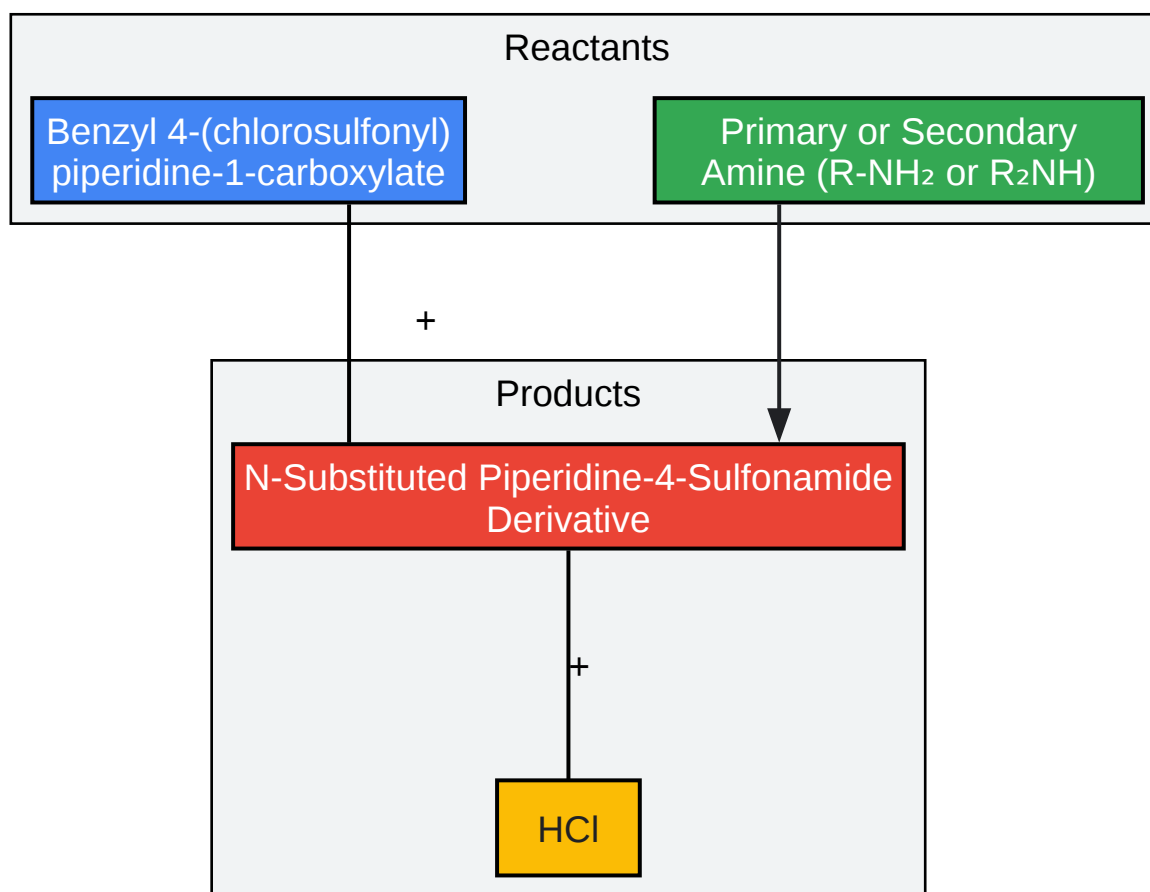 Reactants
Benzyl 4-(chlorosulfonyl)
piperidine-1-carboxylate
Primary or Secondary
Amine (R-NH₂ or R₂NH)
+
Products
N-Substituted Piperidine-4-Sulfonamide
Derivative
+
HCl